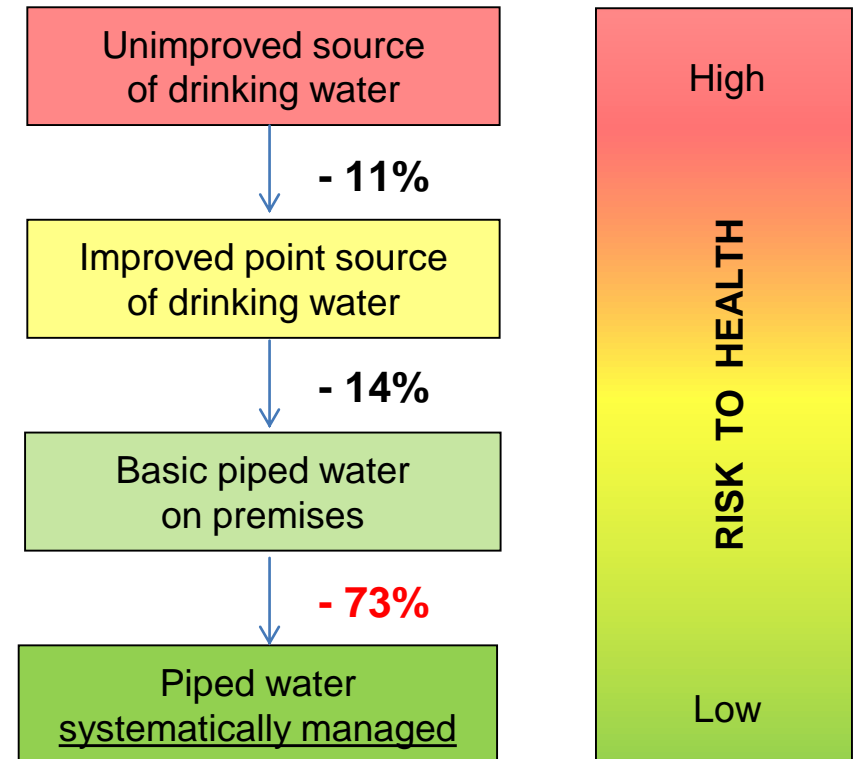 Unimproved source
of drinking water
- 11%
Improved point source
of drinking water
- 14%
Basic piped water
on premises
- 73%
Piped water
systematically managed
High
RISK TO HEALTH
Low